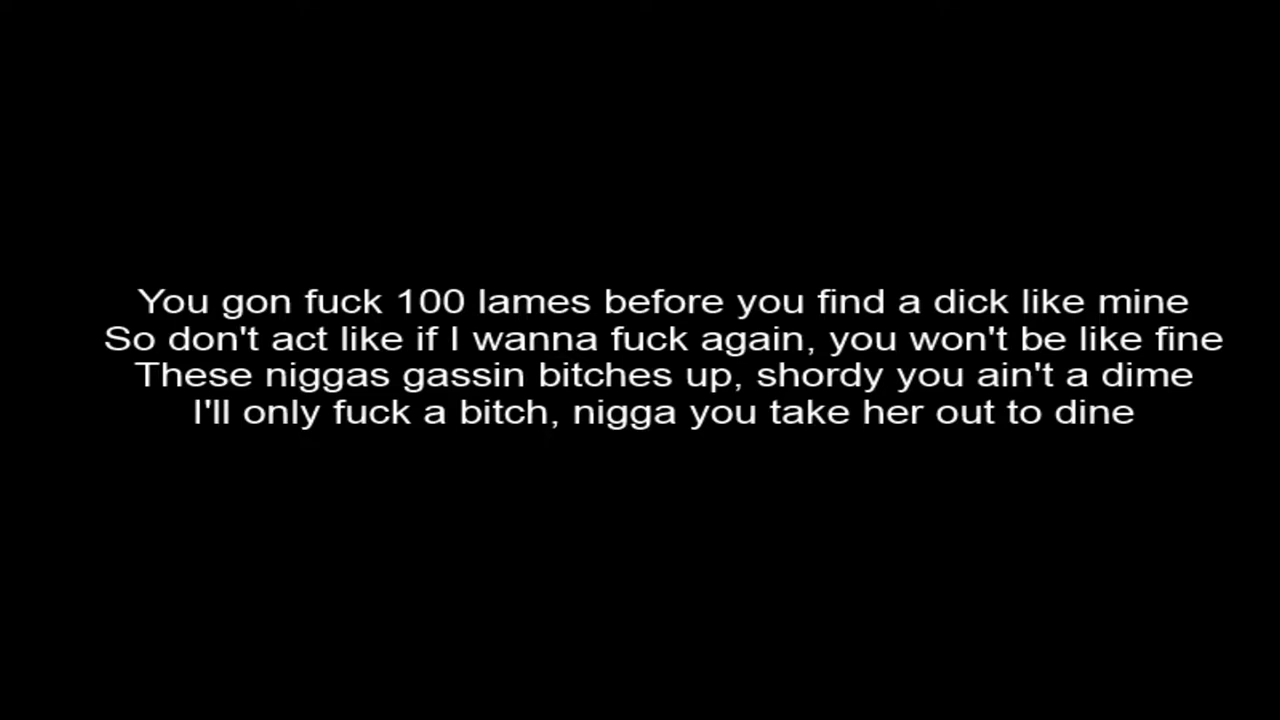 You gon fuck 100 lames before you find a dick like mine
So don't act like if I wanna fuck again, you won't be like fine
These niggas gassin bitches up, shordy you ain't a dime
I'll only fuck a bitch, nigga you take her out to dine